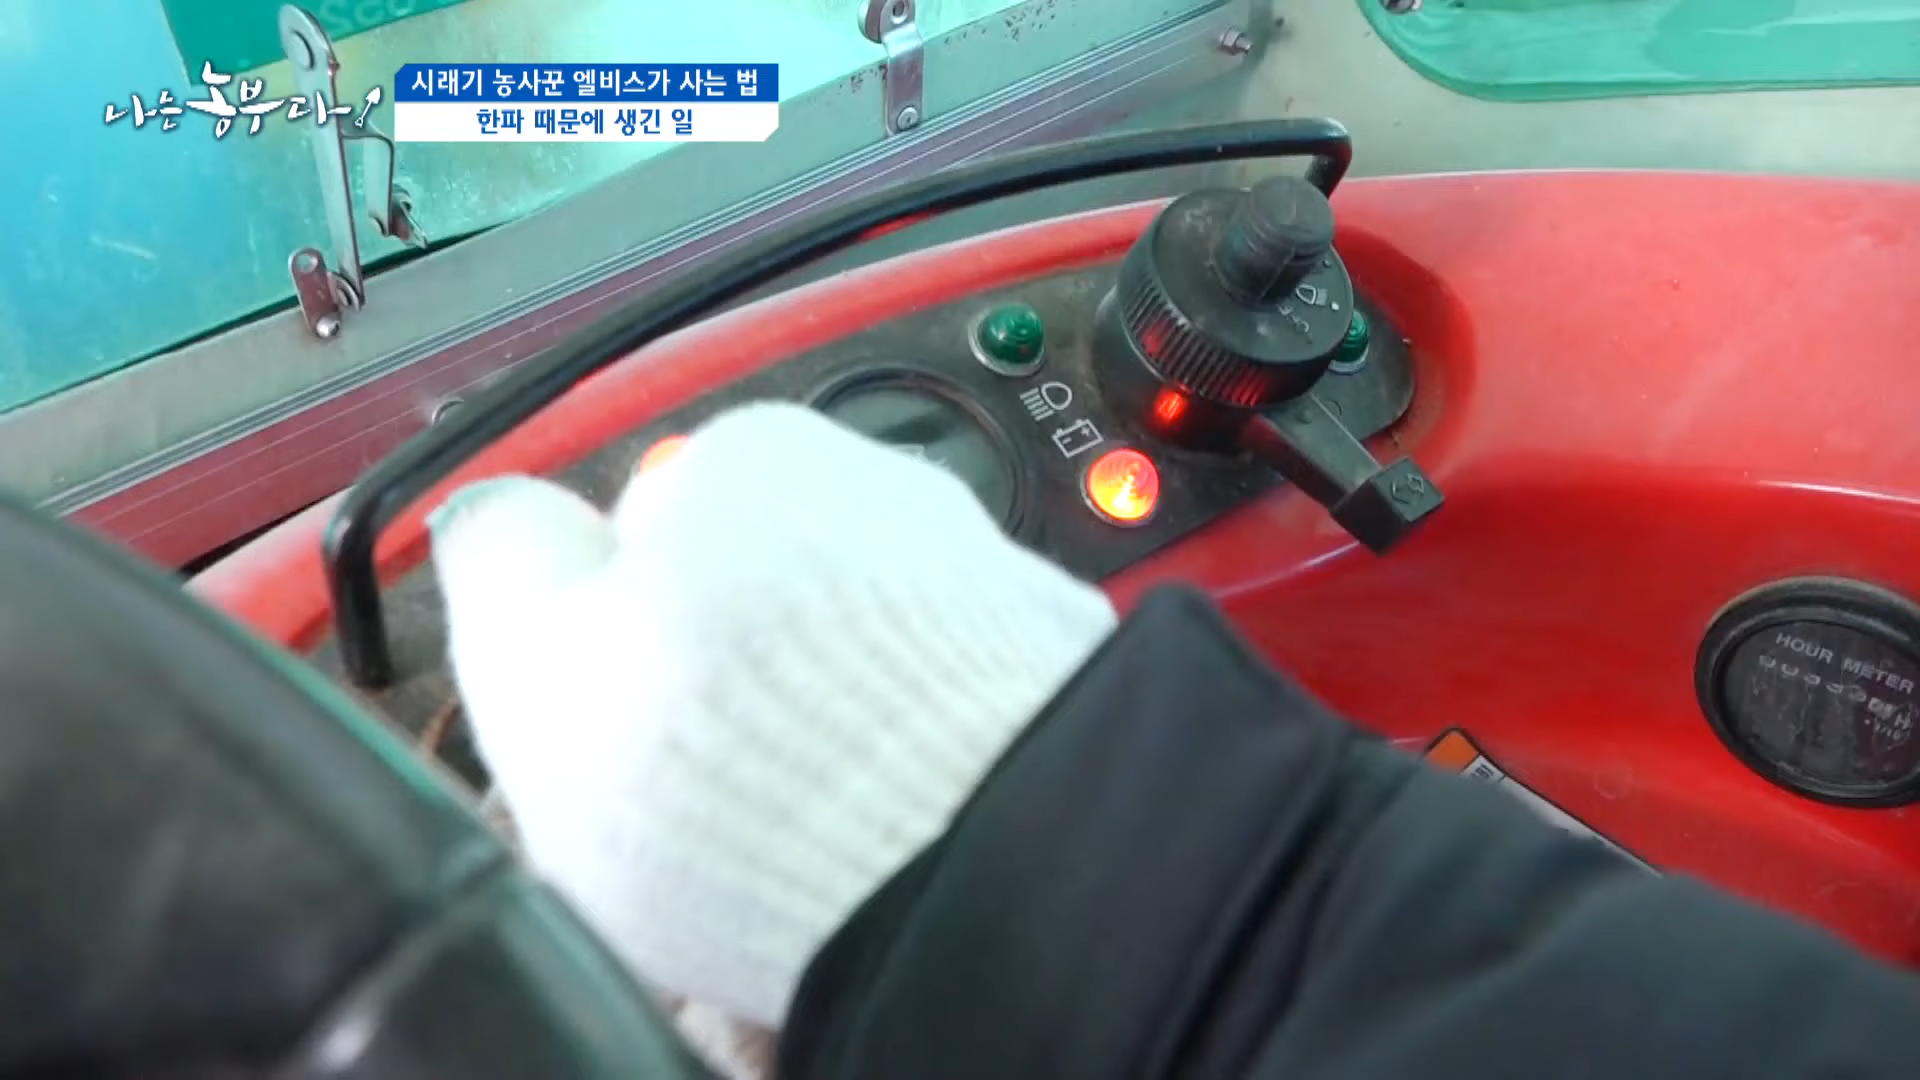 나는 농부다!
시래기 농사꾼 엘비스가 사는 법
한파 때문에 생긴 일
OFF
HOUR METER